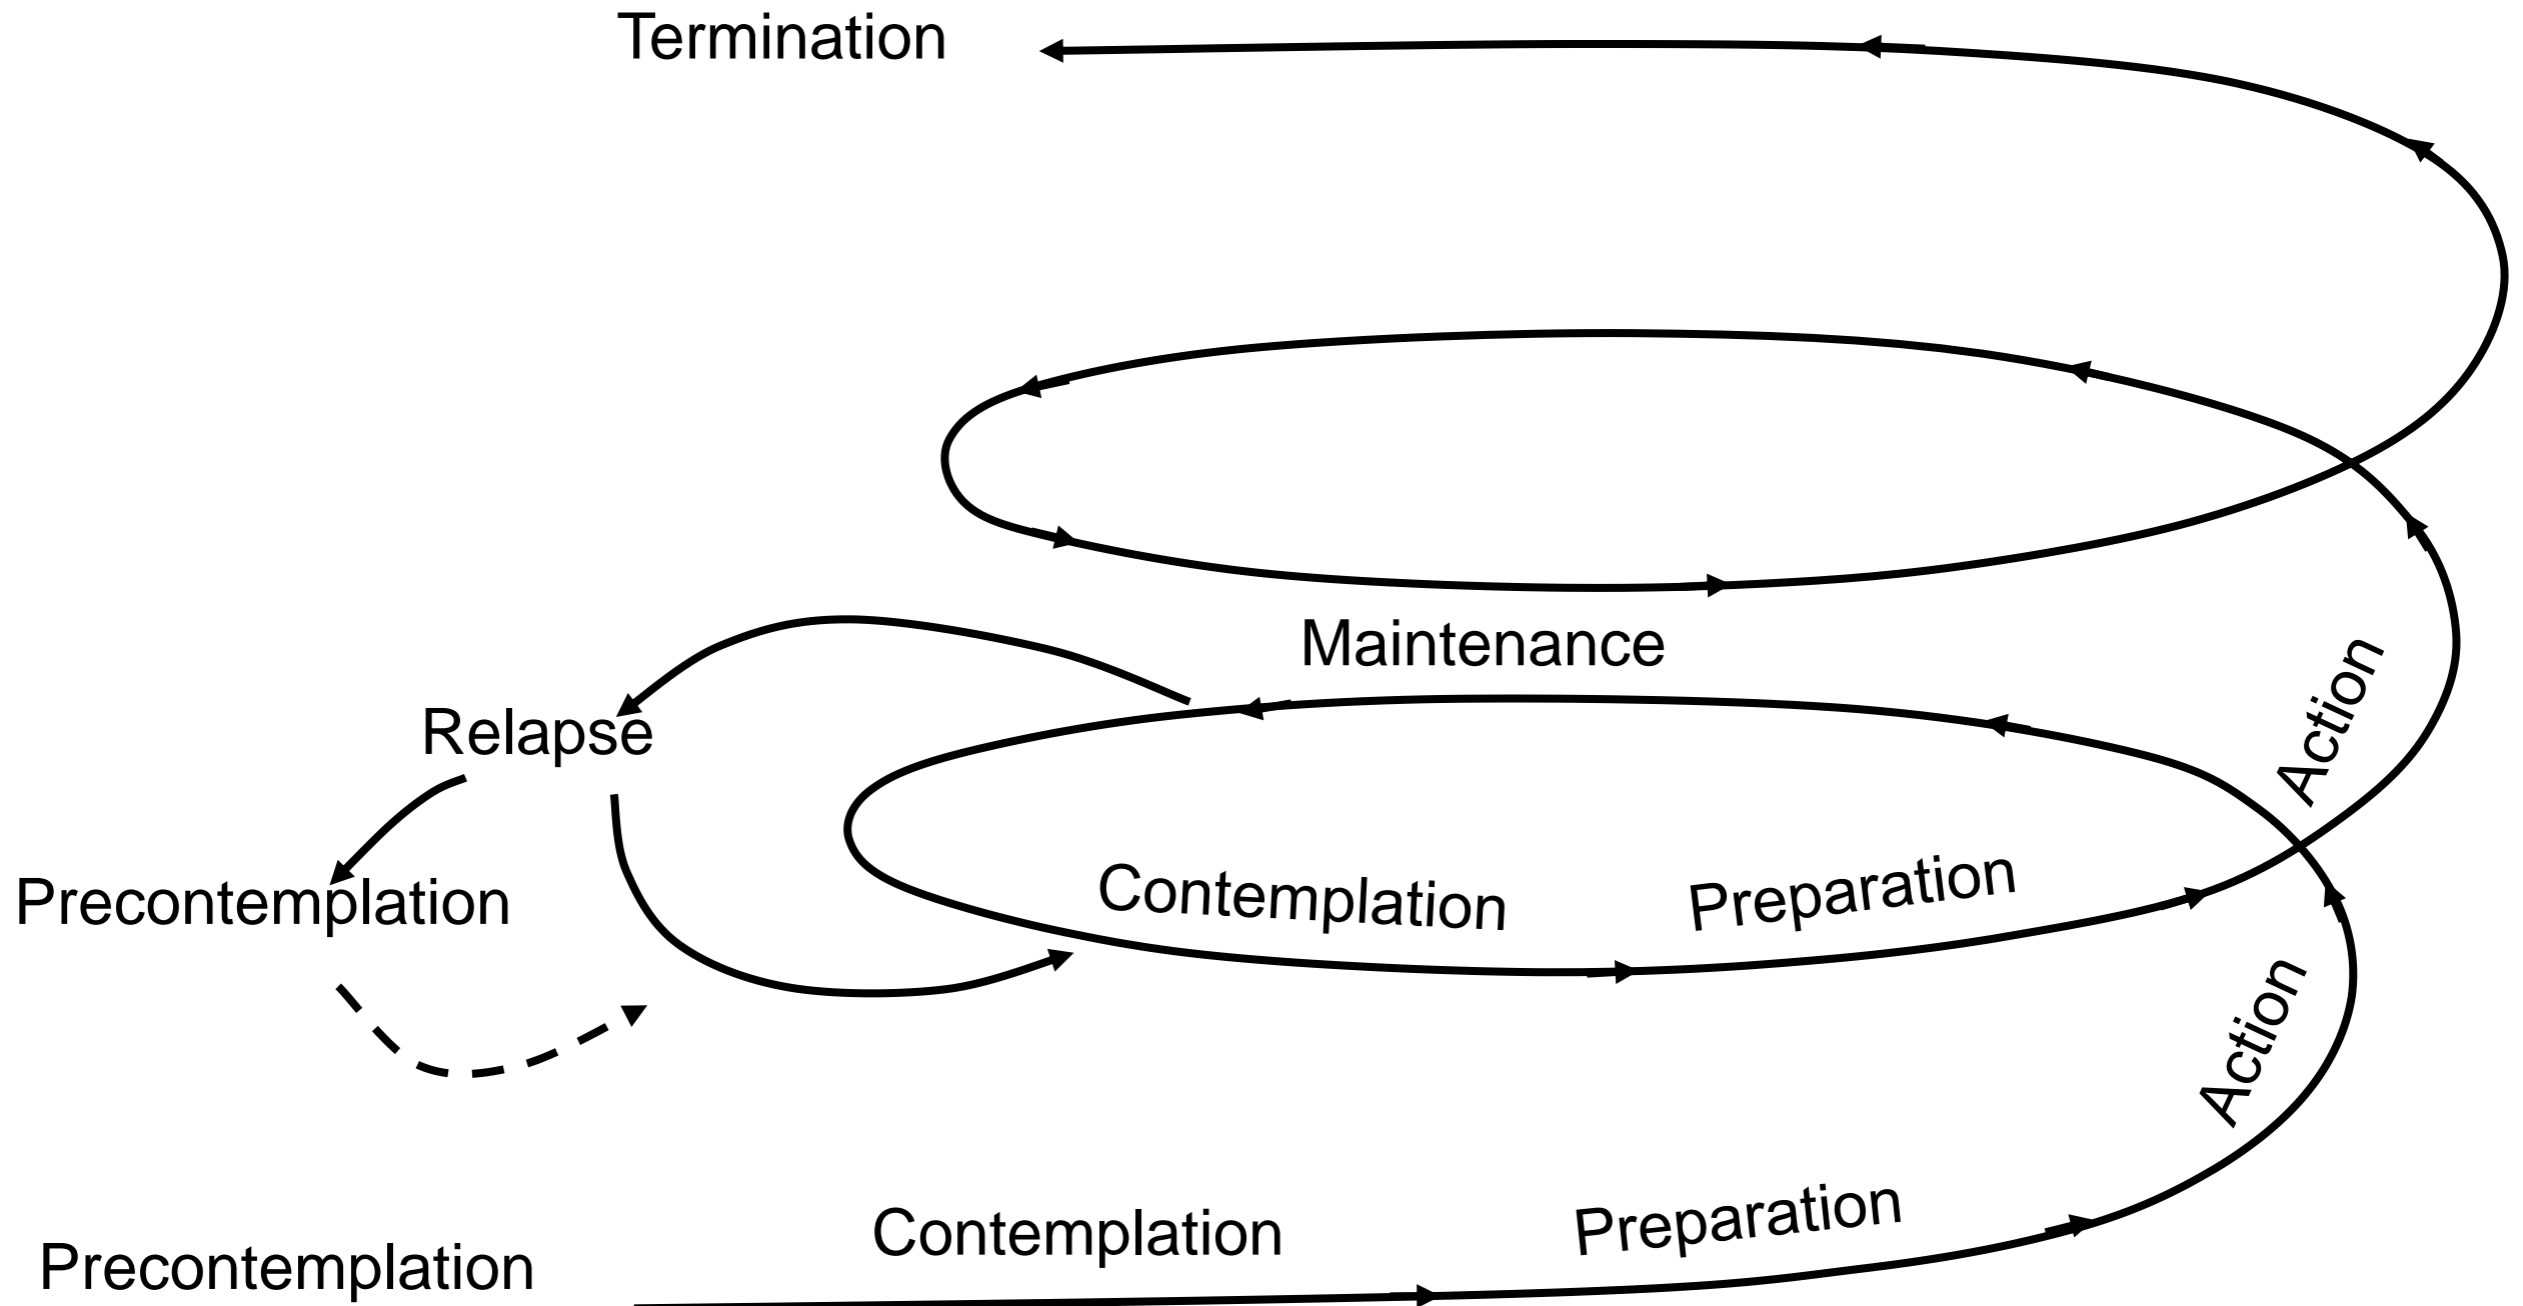 Termination
Maintenance
Action
Relapse
Contemplation
Preparation
Precontemplation
Action
Contemplation
Preparation
Precontemplation